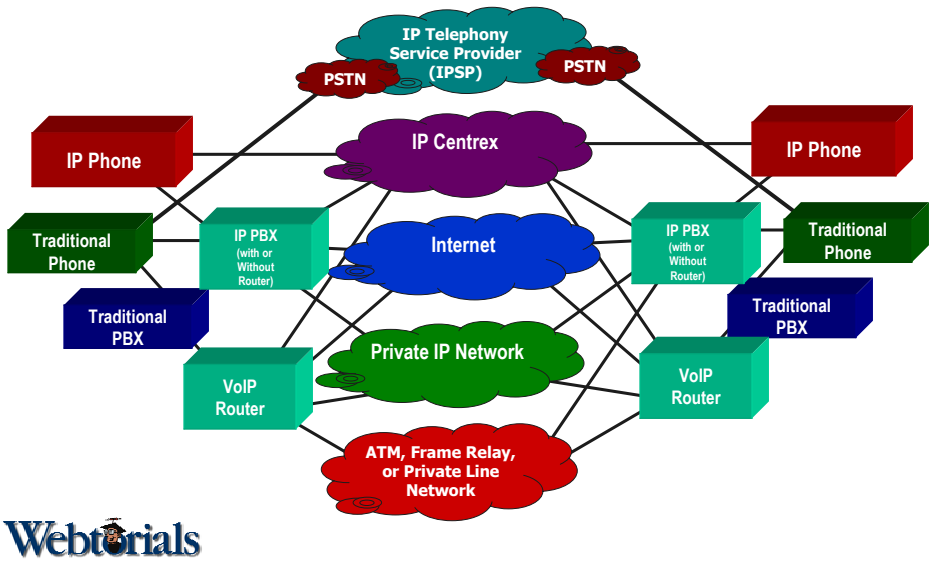 IP Telephony
Service Provider
(IPSP)
PSTN
PSTN
IP Centrex
IP Phone
IP Phone
Traditional
Phone
IP PBX
(with or
Without
Router)
Internet
IP PBX
(with or
Without
Router)
Traditional
Phone
Traditional
PBX
Traditional
PBX
Private IP Network
VoIP
Router
VoIP
Router
ATM, Frame Relay,
or Private Line
Network
Webtorials